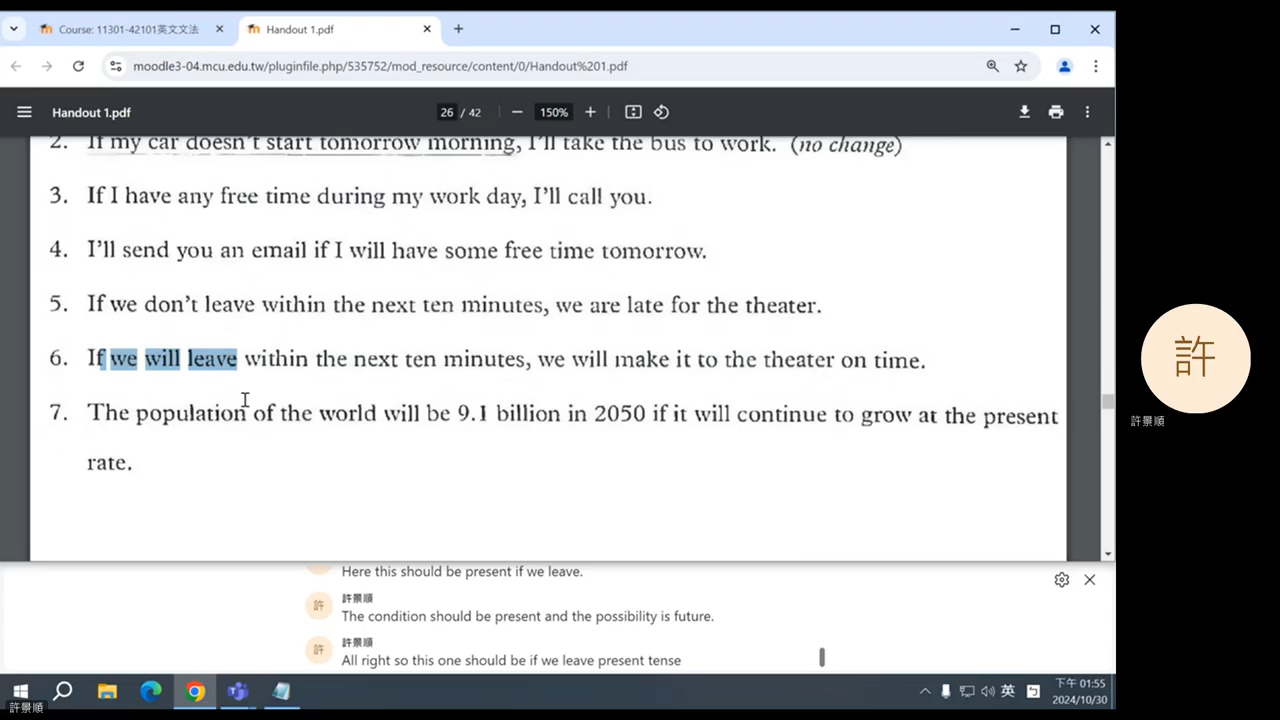 Course: 11301-42101英文文法
Handout 1.pdf
moodle3-04.mcu.edu.tw/pluginfile.php/535752/mod_resource/content/0/Handout%201.pdf
Handout 1.pdf
26 / 42
150%
2. If my car doesn't start tomorrow morning, I'll take the bus to work. (no change)
3. If I have any free time during my work day, I'll call you.
4. I'll send you an email if I will have some free time tomorrow.
5. If we don't leave within the next ten minutes, we are late for the theater.
6. If we will leave within the next ten minutes, we will make it to the theater on time.
7. The population of the world will be 9.1 billion in 2050 if it will continue to grow at the present
rate.
許
許景順
Here this should be present if we leave.
許
許景順
The condition should be present and the possibility is future.
許
許景順
All right so this one should be if we leave present tense
英
下午 01:55
2024/10/30
許景順